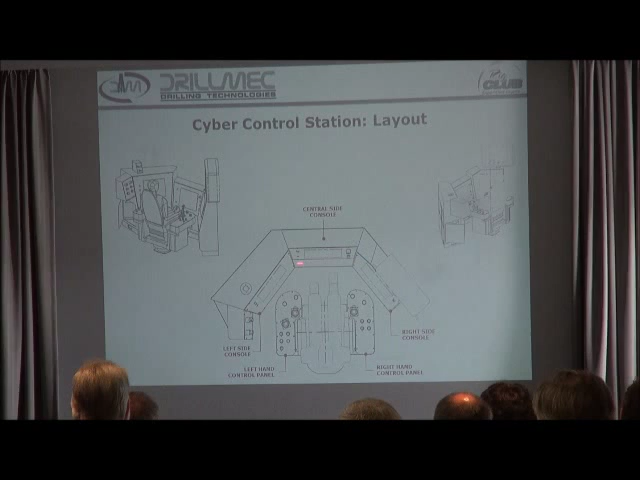 DRILLMEC
DRILLING TECHNOLOGIES
CLUB
Cyber Control Station: Layout
CENTRAL SIDE
CONSOLE
LEFT SIDE
CONSOLE
RIGHT SIDE
CONSOLE
LEFT HAND
CONTROL PANEL
RIGHT HAND
CONTROL PANEL